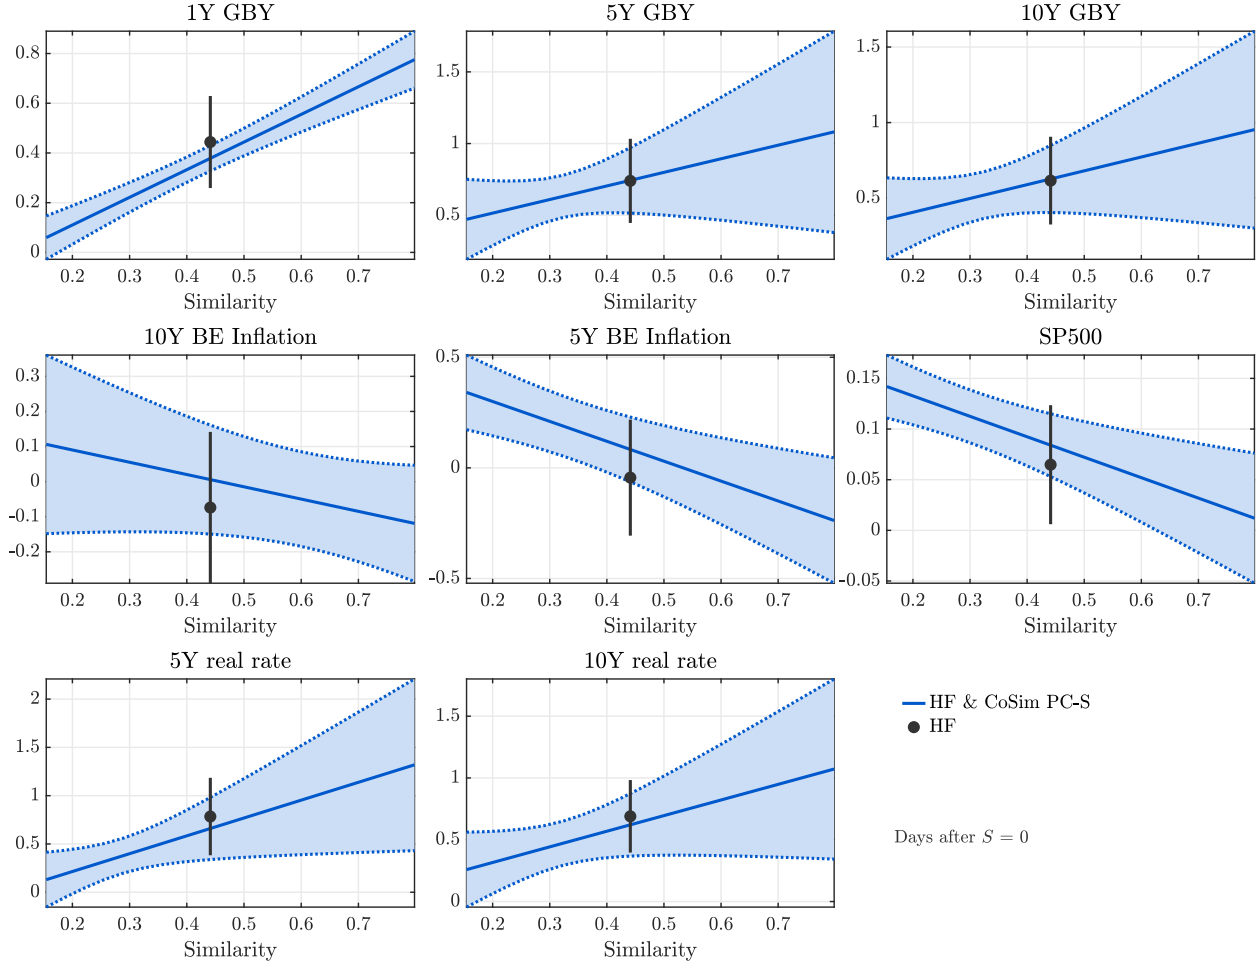 1Y GBY
5Y GBY
10Y GBY
0.8
0.6
0.4
0.2
0
0.2 0.3 0.4 0.5 0.6 0.7
Similarity
1.5
1
0.5
0.2 0.3 0.4 0.5 0.6 0.7
Similarity
1.5
1
0.5
0.2 0.3 0.4 0.5 0.6 0.7
Similarity
10Y BE Inflation
5Y BE Inflation
SP500
0.3
0.2
0.1
0
-0.1
-0.2
0.2 0.3 0.4 0.5 0.6 0.7
Similarity
0.5
0
-0.5
0.2 0.3 0.4 0.5 0.6 0.7
Similarity
0.15
0.1
0.05
0
-0.05
0.2 0.3 0.4 0.5 0.6 0.7
Similarity
5Y real rate
10Y real rate
2
1.5
1
0.5
0
0.2 0.3 0.4 0.5 0.6 0.7
Similarity
1.5
1
0.5
0
0.2 0.3 0.4 0.5 0.6 0.7
Similarity
HF & CoSim PC-S
HF
Days after S = 0